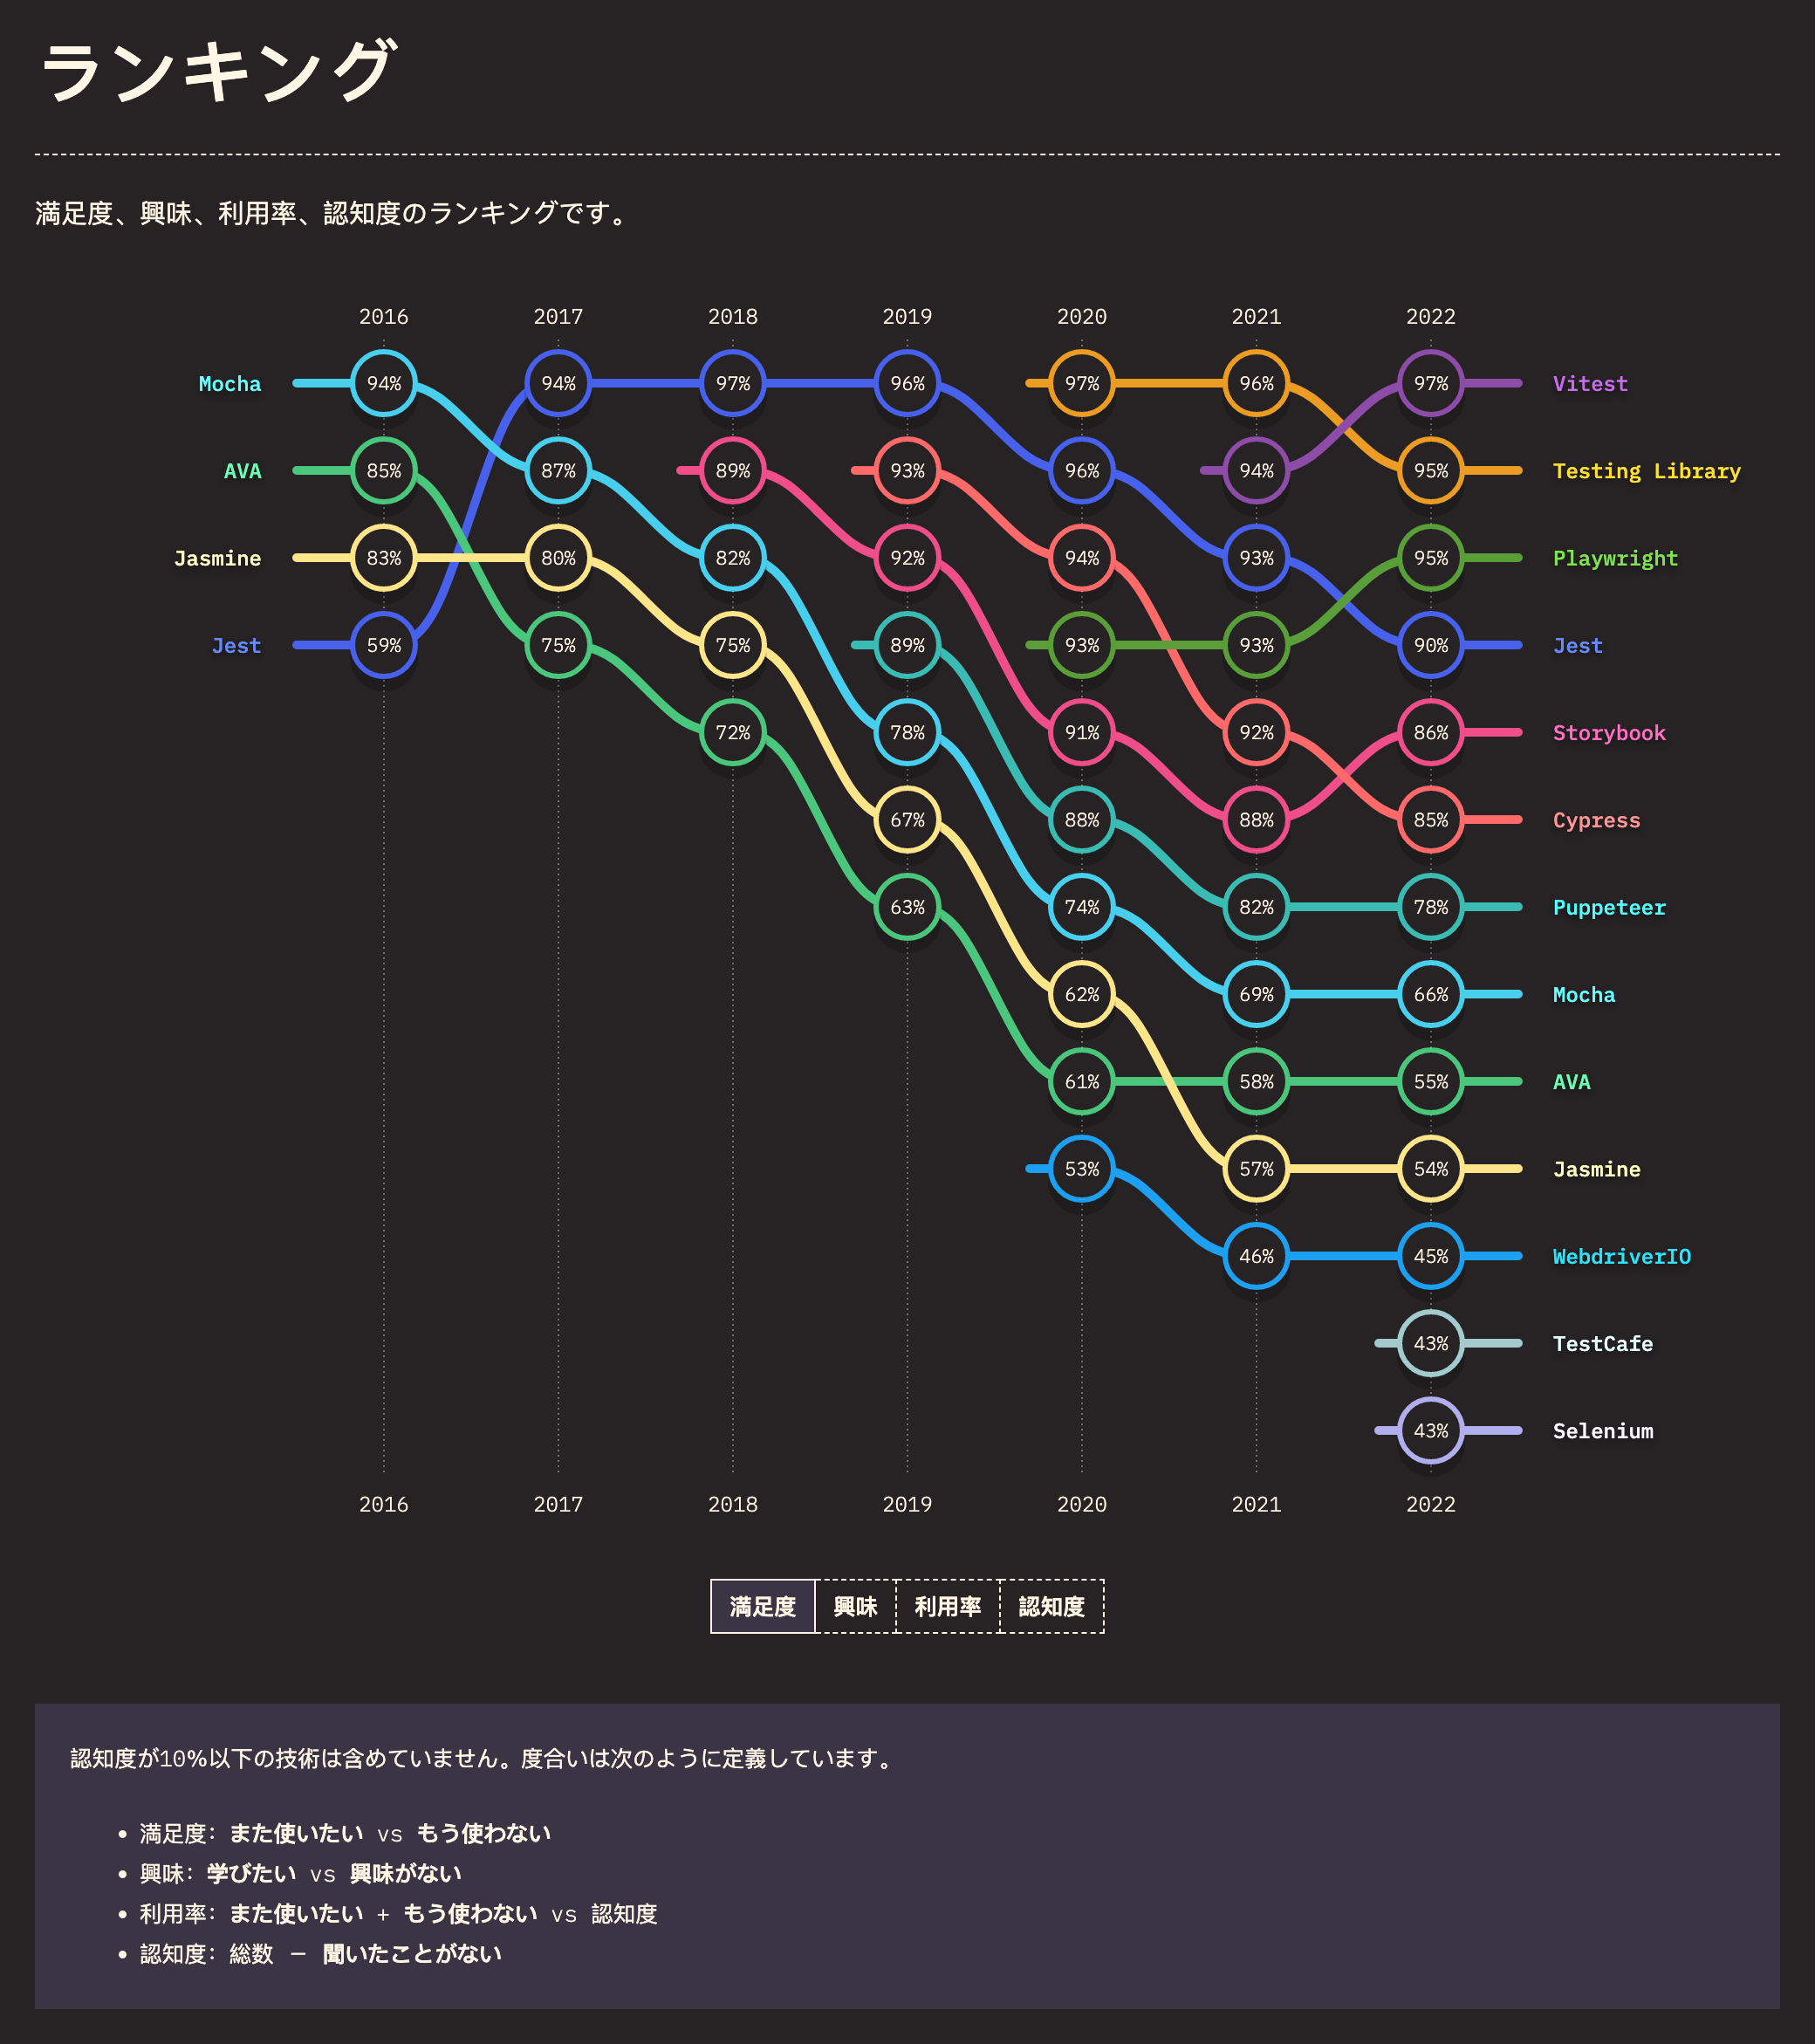 ランキング
満足度、興味、利用率、認知度のランキングです。
2016 2017 2018 2019 2020 2021 2022
Mocha 94% 94% 97% 96% 97% 96% 97% Vitest
AVA 85% 87% 89% 93% 96% 94% 95% Testing Library
Jasmine 83% 80% 82% 92% 94% 93% 95% Playwright
Jest 59% 75% 75% 89% 93% 93% 90% Jest
72% 78% 91% 92% 86% Storybook
67% 88% 88% 85% Cypress
63% 74% 82% 78% Puppeteer
62% 69% 66% Mocha
61% 58% 55% AVA
53% 57% 54% Jasmine
46% 45% WebdriverIO
43% TestCafe
43% Selenium
2016 2017 2018 2019 2020 2021 2022
満足度 興味 利用率 認知度
認知度が10%以下の技術は含めていません。度合いは次のように定義しています。
• 満足度: また使いたい vs もう使わない
• 興味: 学びたい vs 興味がない
• 利用率: また使いたい + もう使わない vs 認知度
• 認知度: 総数 － 聞いたことがない